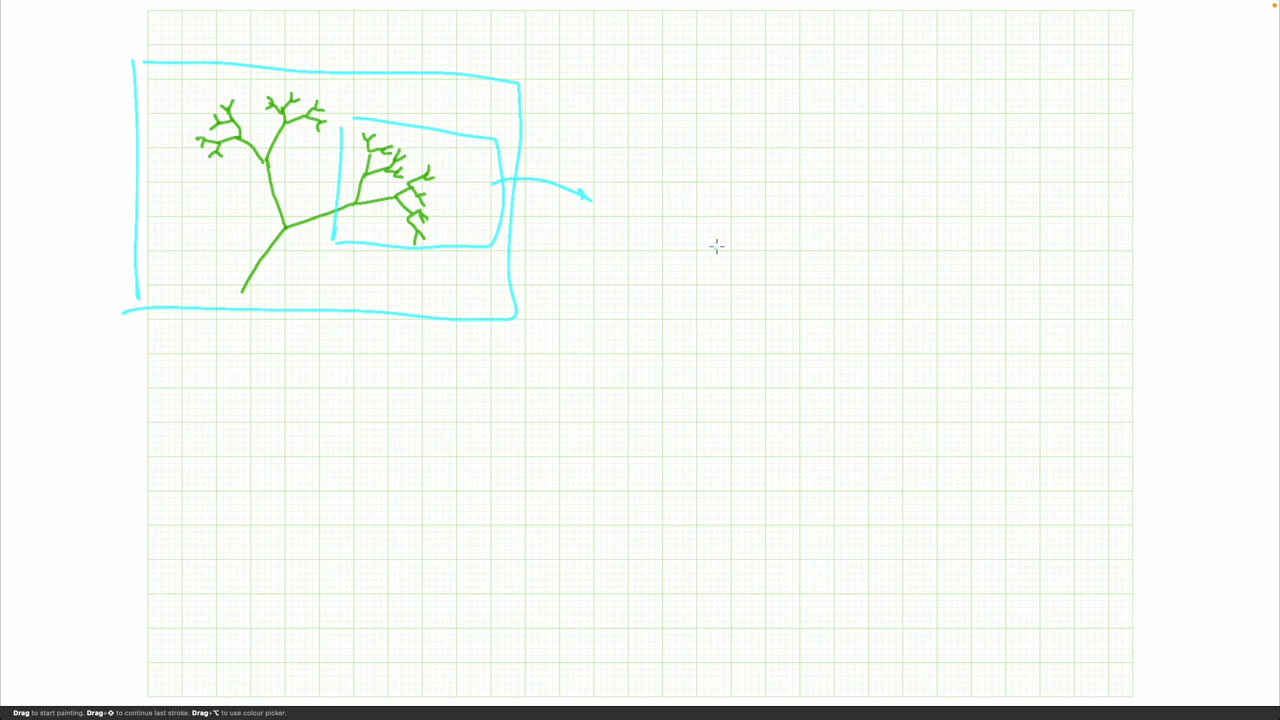 Drag to start painting. Drag+⇧ to continue last stroke. Drag+⌥ to use colour picker.